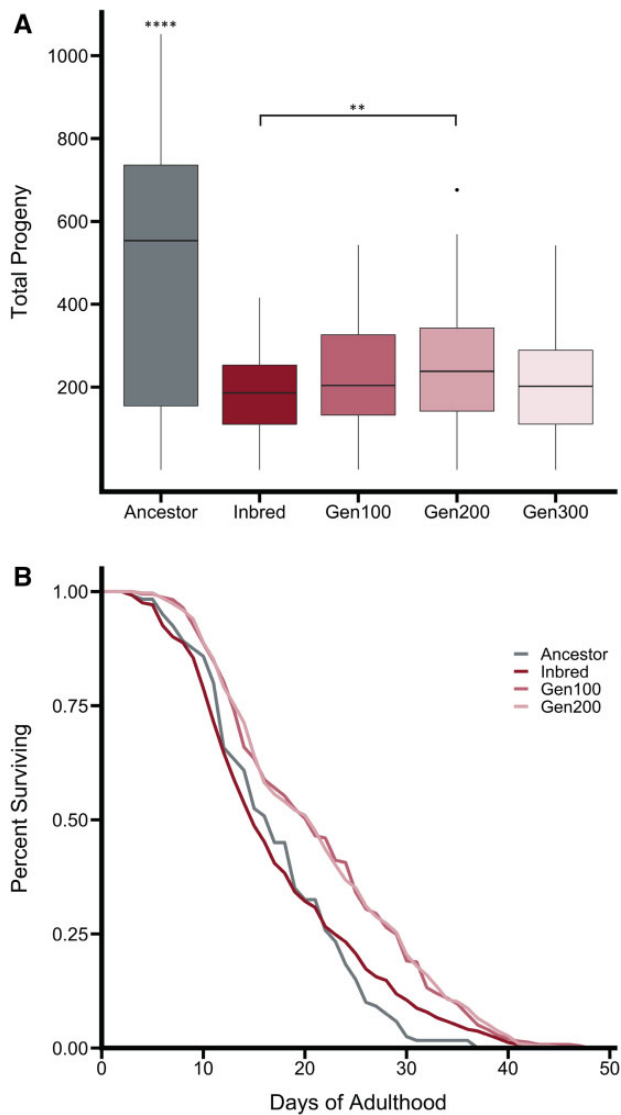 A
****
1000
**
800
600
400
200
Total Progeny
Ancestor Inbred Gen100 Gen200 Gen300
B
1.00
Ancestor
Inbred
Gen100
Gen200
0.75
0.50
0.25
0.00
Percent Surviving
0 10 20 30 40 50
Days of Adulthood